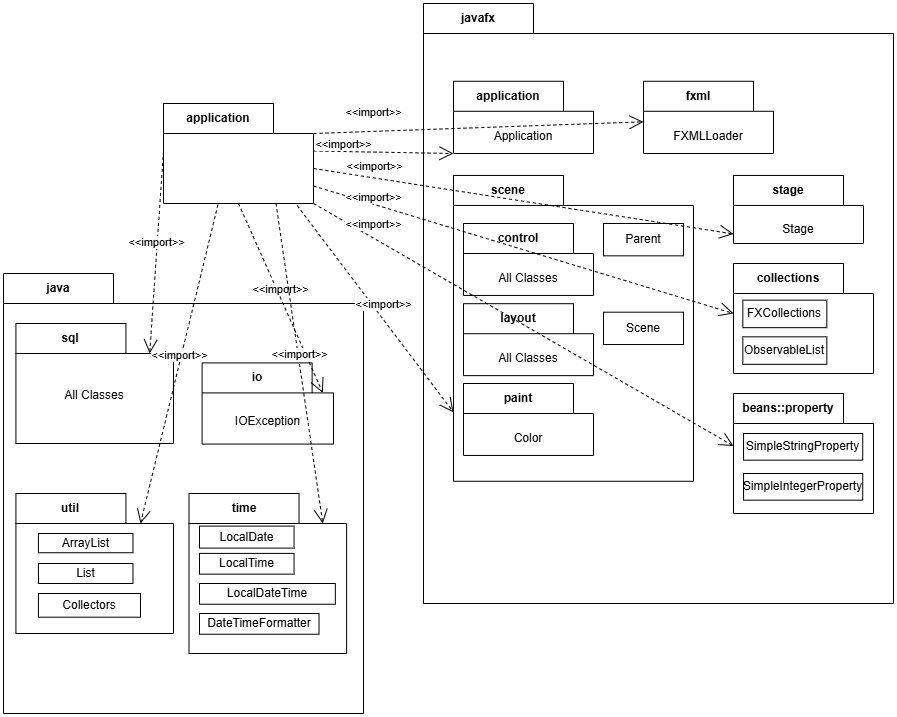 javafx
application
Application
fxml
FXMLLoader
application
<<import>>
<<import>>
<<import>>
<<import>>
<<import>>
<<import>>
<<import>>
<<import>>
<<import>>
<<import>>
scene
control
All Classes
Parent
layout
All Classes
Scene
paint
Color
stage
Stage
collections
FXCollections
ObservableList
beans::property
SimpleStringProperty
SimpleIntegerProperty
java
sql
All Classes
io
IOException
util
ArrayList
List
Collectors
time
LocalDate
LocalTime
LocalDateTime
DateTimeFormatter